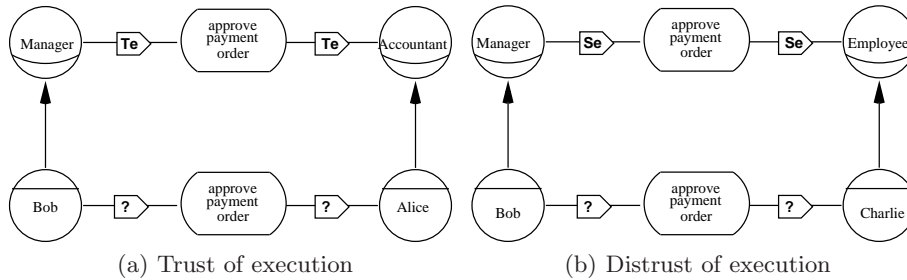 Manager
Te
approve
payment
order
Te
Accountant
Bob
?
approve
payment
order
?
Alice
(a) Trust of execution
Manager
Se
approve
payment
order
Se
Employee
Bob
?
approve
payment
order
?
Charlie
(b) Distrust of execution